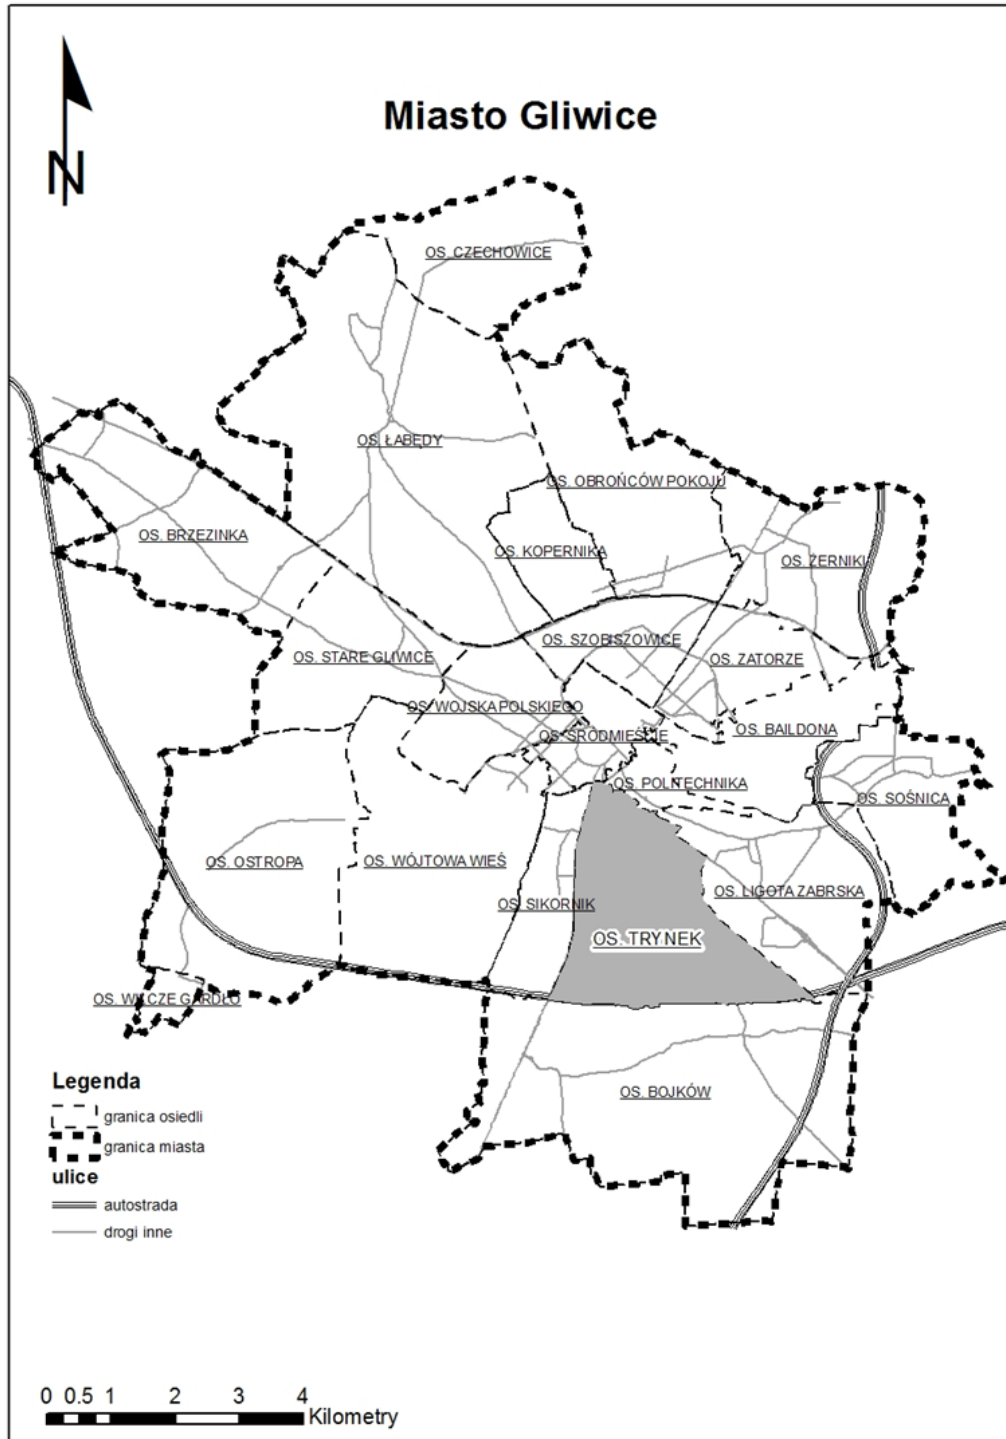 Miasto Gliwice
N
OS. CZECHOWICE
OS. ŁABĘDY
OS. OBROŃCÓW POKOJU
OS. BRZEZINKA
OS. KOPERNIKA
OS. ŻERNIKI
OS. SZOBISZOWICE
OS. STARE GLIWICE
OS. ZATORZE
OS. WOJSKA POLSKIEGO
OS. BAILDONA
OS. ŚRÓDMIEŚCIE
OS. POLITECHNIKA
OS. SOŚNICA
OS. OSTROPA
OS. WÓJTOWA WIEŚ
OS. LIGOTA ZABRSKA
OS. SIKORNIK
OS. TRYNEK
OS. WILCZE GARDŁO
OS. BOJKÓW
Legenda
granica osiedli
granica miasta
ulice
autostrada
drogi inne
0 0.5 1 2 3 4
Kilometry